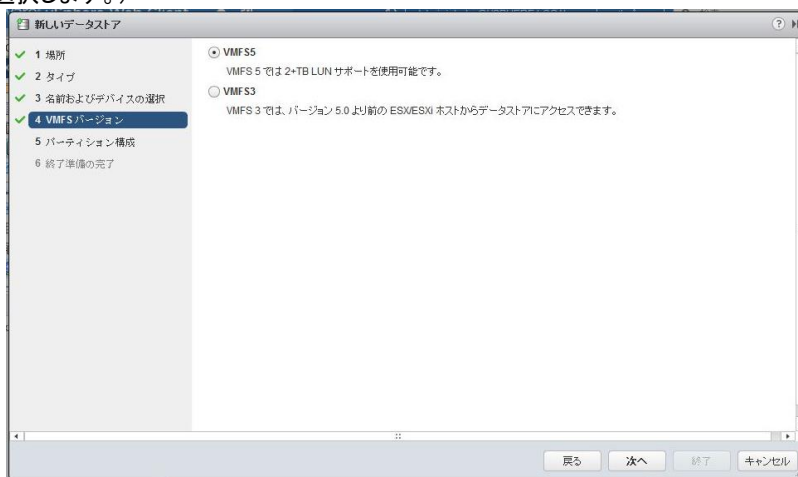 選択します。)
新しいデータストア
1 場所
2 タイプ
3 名前およびデバイスの選択
4 VMFS バージョン
5 パーティション構成
6 終了準備の完了
VMFS5
VMFS 5 では 2+TB LUN サポートを使用可能です。
VMFS3
VMFS 3 では、バージョン 5.0 より前の ESX/ESXi ホストからデータストアにアクセスできます。
戻る 次へ 終了 キャンセル